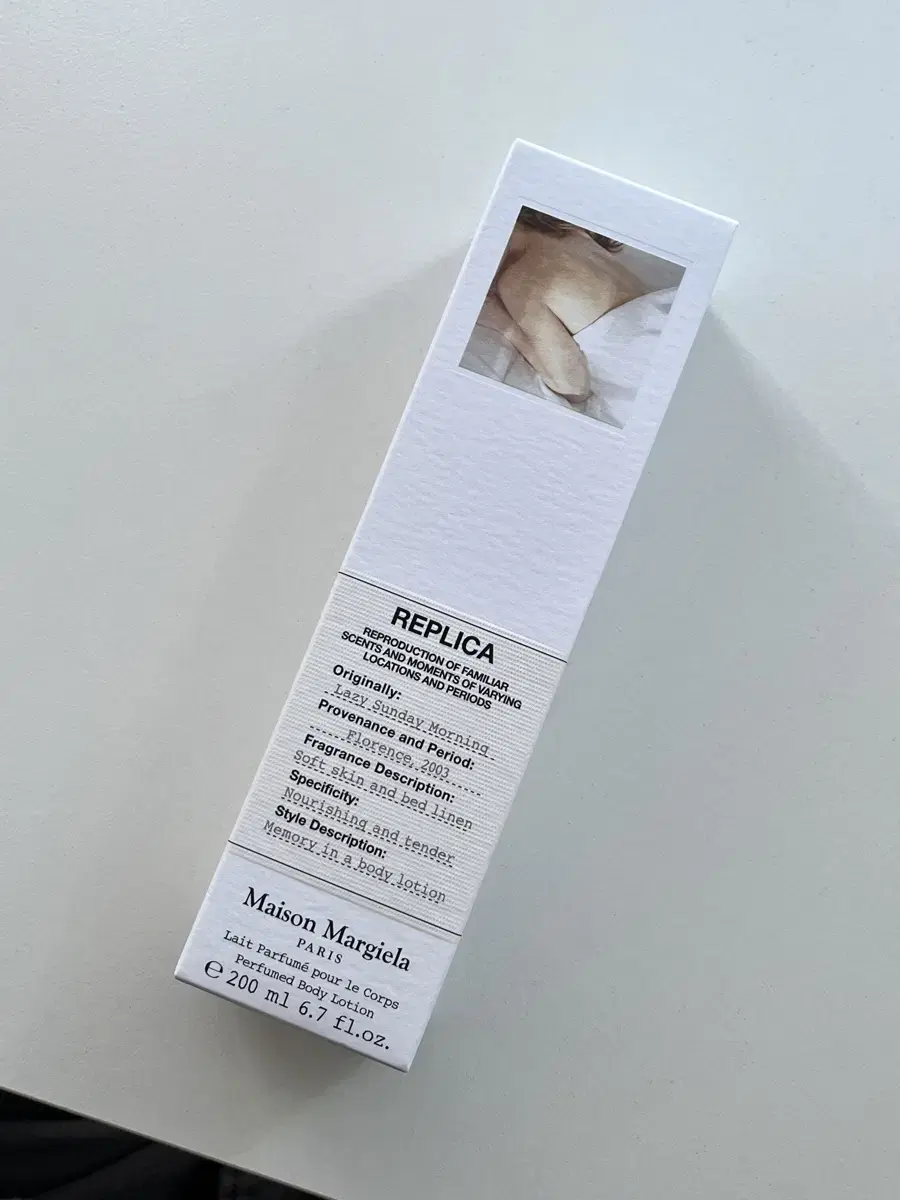 REPLICA
REPRODUCTION OF FAMILIAR
SCENTS AND MOMENTS OF VARYING
LOCATIONS AND PERIODS
Originally:
Lazy Sunday Morning
Provenance and Period:
Florence, 2003
Fragrance Description:
Soft skin and bed linen
Specificity:
Nourishing and tender
Style Description:
Memory in a body lotion
Maison Margiela
PARIS
Lait Parfumé pour le Corps
Perfumed Body Lotion
℮ 200 ml 6.7 fl.oz.